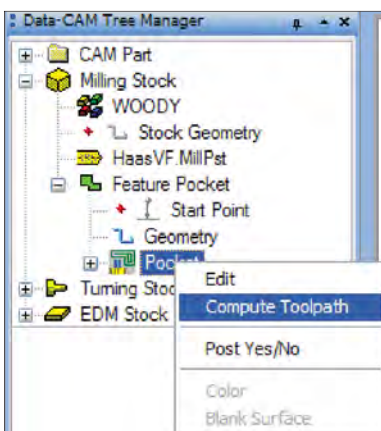 Data-CAM Tree Manager
CAM Part
Milling Stock
WOODY
Stock Geometry
HaasVF.MillPst
Feature Pocket
Start Point
Geometry
Pocket
Edit
Turning Stoc
Compute Toolpath
EDM Stock
Post Yes/No
Color
Blank Surface